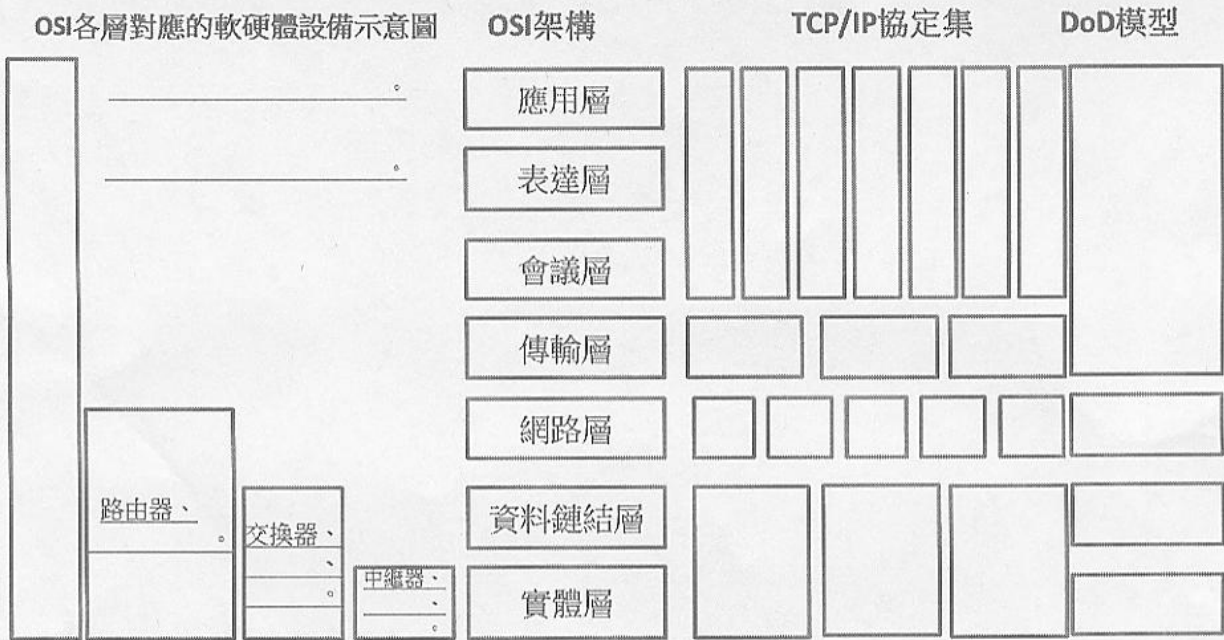 OSI各層對應的軟硬體設備示意圖
OSI架構
TCP/IP協定集
DoD模型
。
。
應用層
表達層
會議層
傳輸層
網路層
資料鏈結層
實體層
路由器、
。
交換器、
、
。
中繼器、
、
。